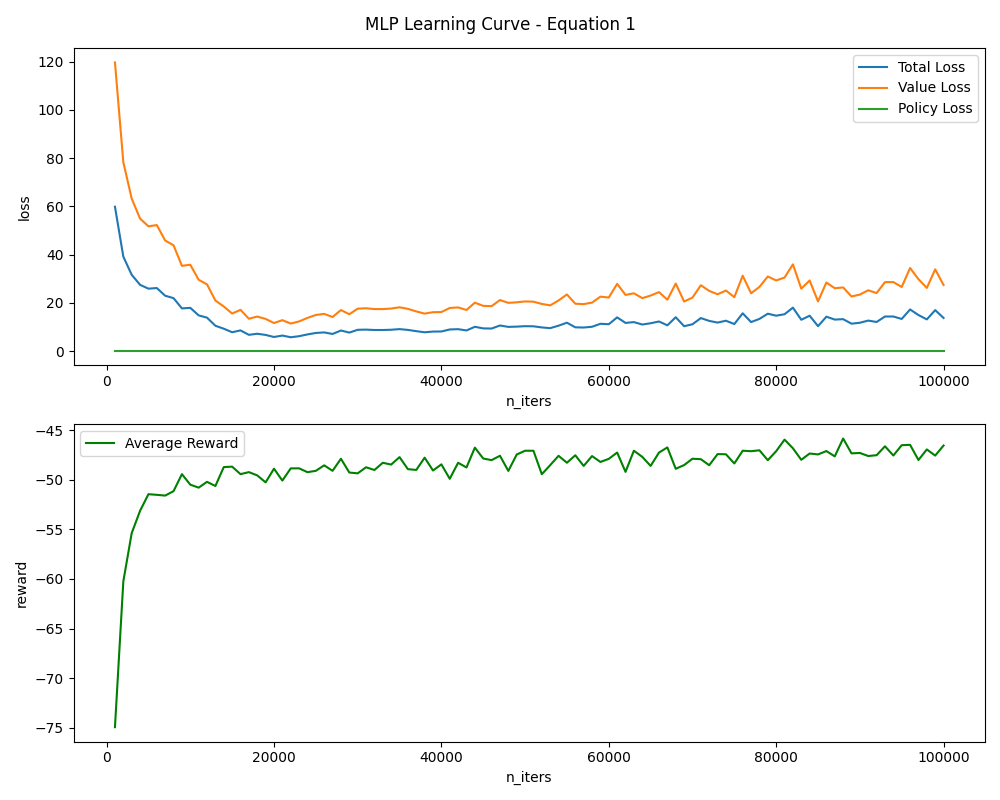 MLP Learning Curve - Equation 1
120
100
80
60
40
20
0
loss
Total Loss
Value Loss
Policy Loss
0 20000 40000 60000 80000 100000
n_iters
−45
−50
−55
−60
−65
−70
−75
reward
Average Reward
0 20000 40000 60000 80000 100000
n_iters